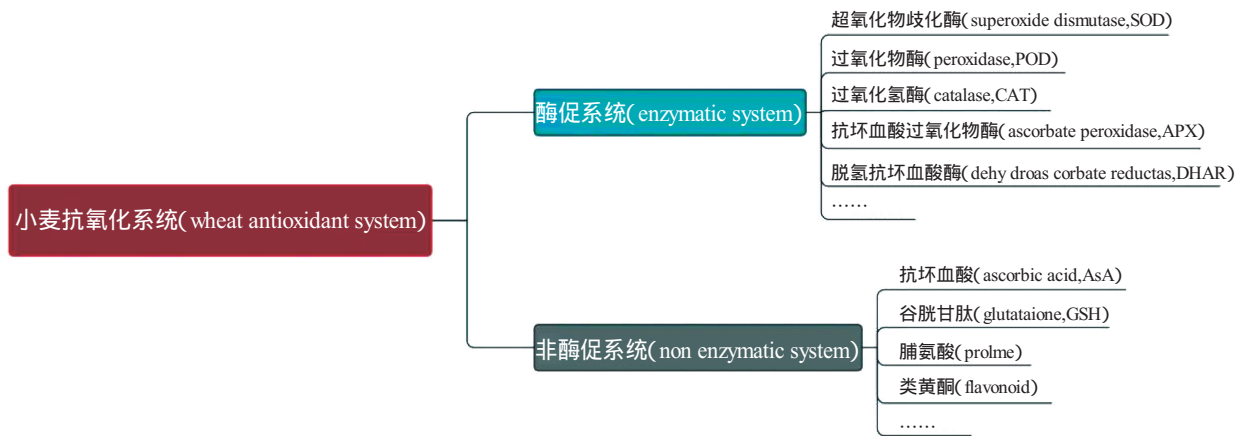 小麦抗氧化系统(wheat antioxidant system)
酶促系统(enzymatic system)
超氧化物歧化酶(superoxide dismutase,SOD)
过氧化物酶(peroxidase,POD)
过氧化氢酶(catalase,CAT)
抗坏血酸过氧化物酶(ascorbate peroxidase,APX)
脱氢抗坏血酸酶(dehy droas corbate reductas,DHAR)
……
非酶促系统(non enzymatic system)
抗坏血酸(ascorbic acid,AsA)
谷胱甘肽(glutataione,GSH)
脯氨酸(prolme)
类黄酮(flavonoid)
……